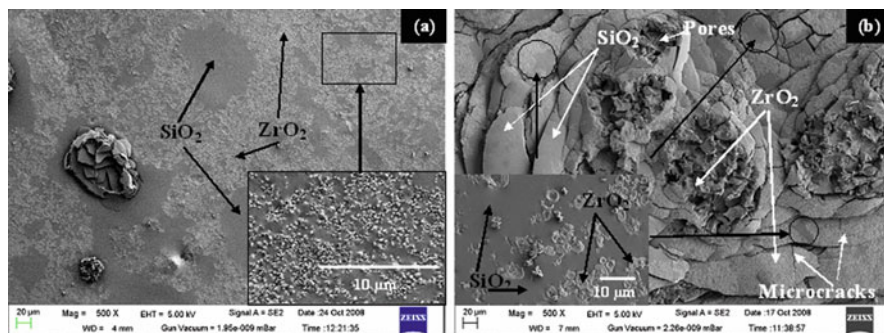 (a)
SiO2
ZrO2
10 µm
20 µm
Mag = 500 X
EHT = 5.00 kV
Signal A = SE2
Date :24 Oct 2008
WD = 4 mm
Gun Vacuum = 1.95e-009 mBar
Time :12:21:35
ZEISS
(b)
SiO2
Pores
ZrO2
ZrO2
SiO2
10 µm
Microcracks
20 µm
Mag = 500 X
EHT = 5.00 kV
Signal A = SE2
Date :17 Oct 2008
WD = 7 mm
Gun Vacuum = 2.26e-009 mBar
Time :11:38:57
ZEISS